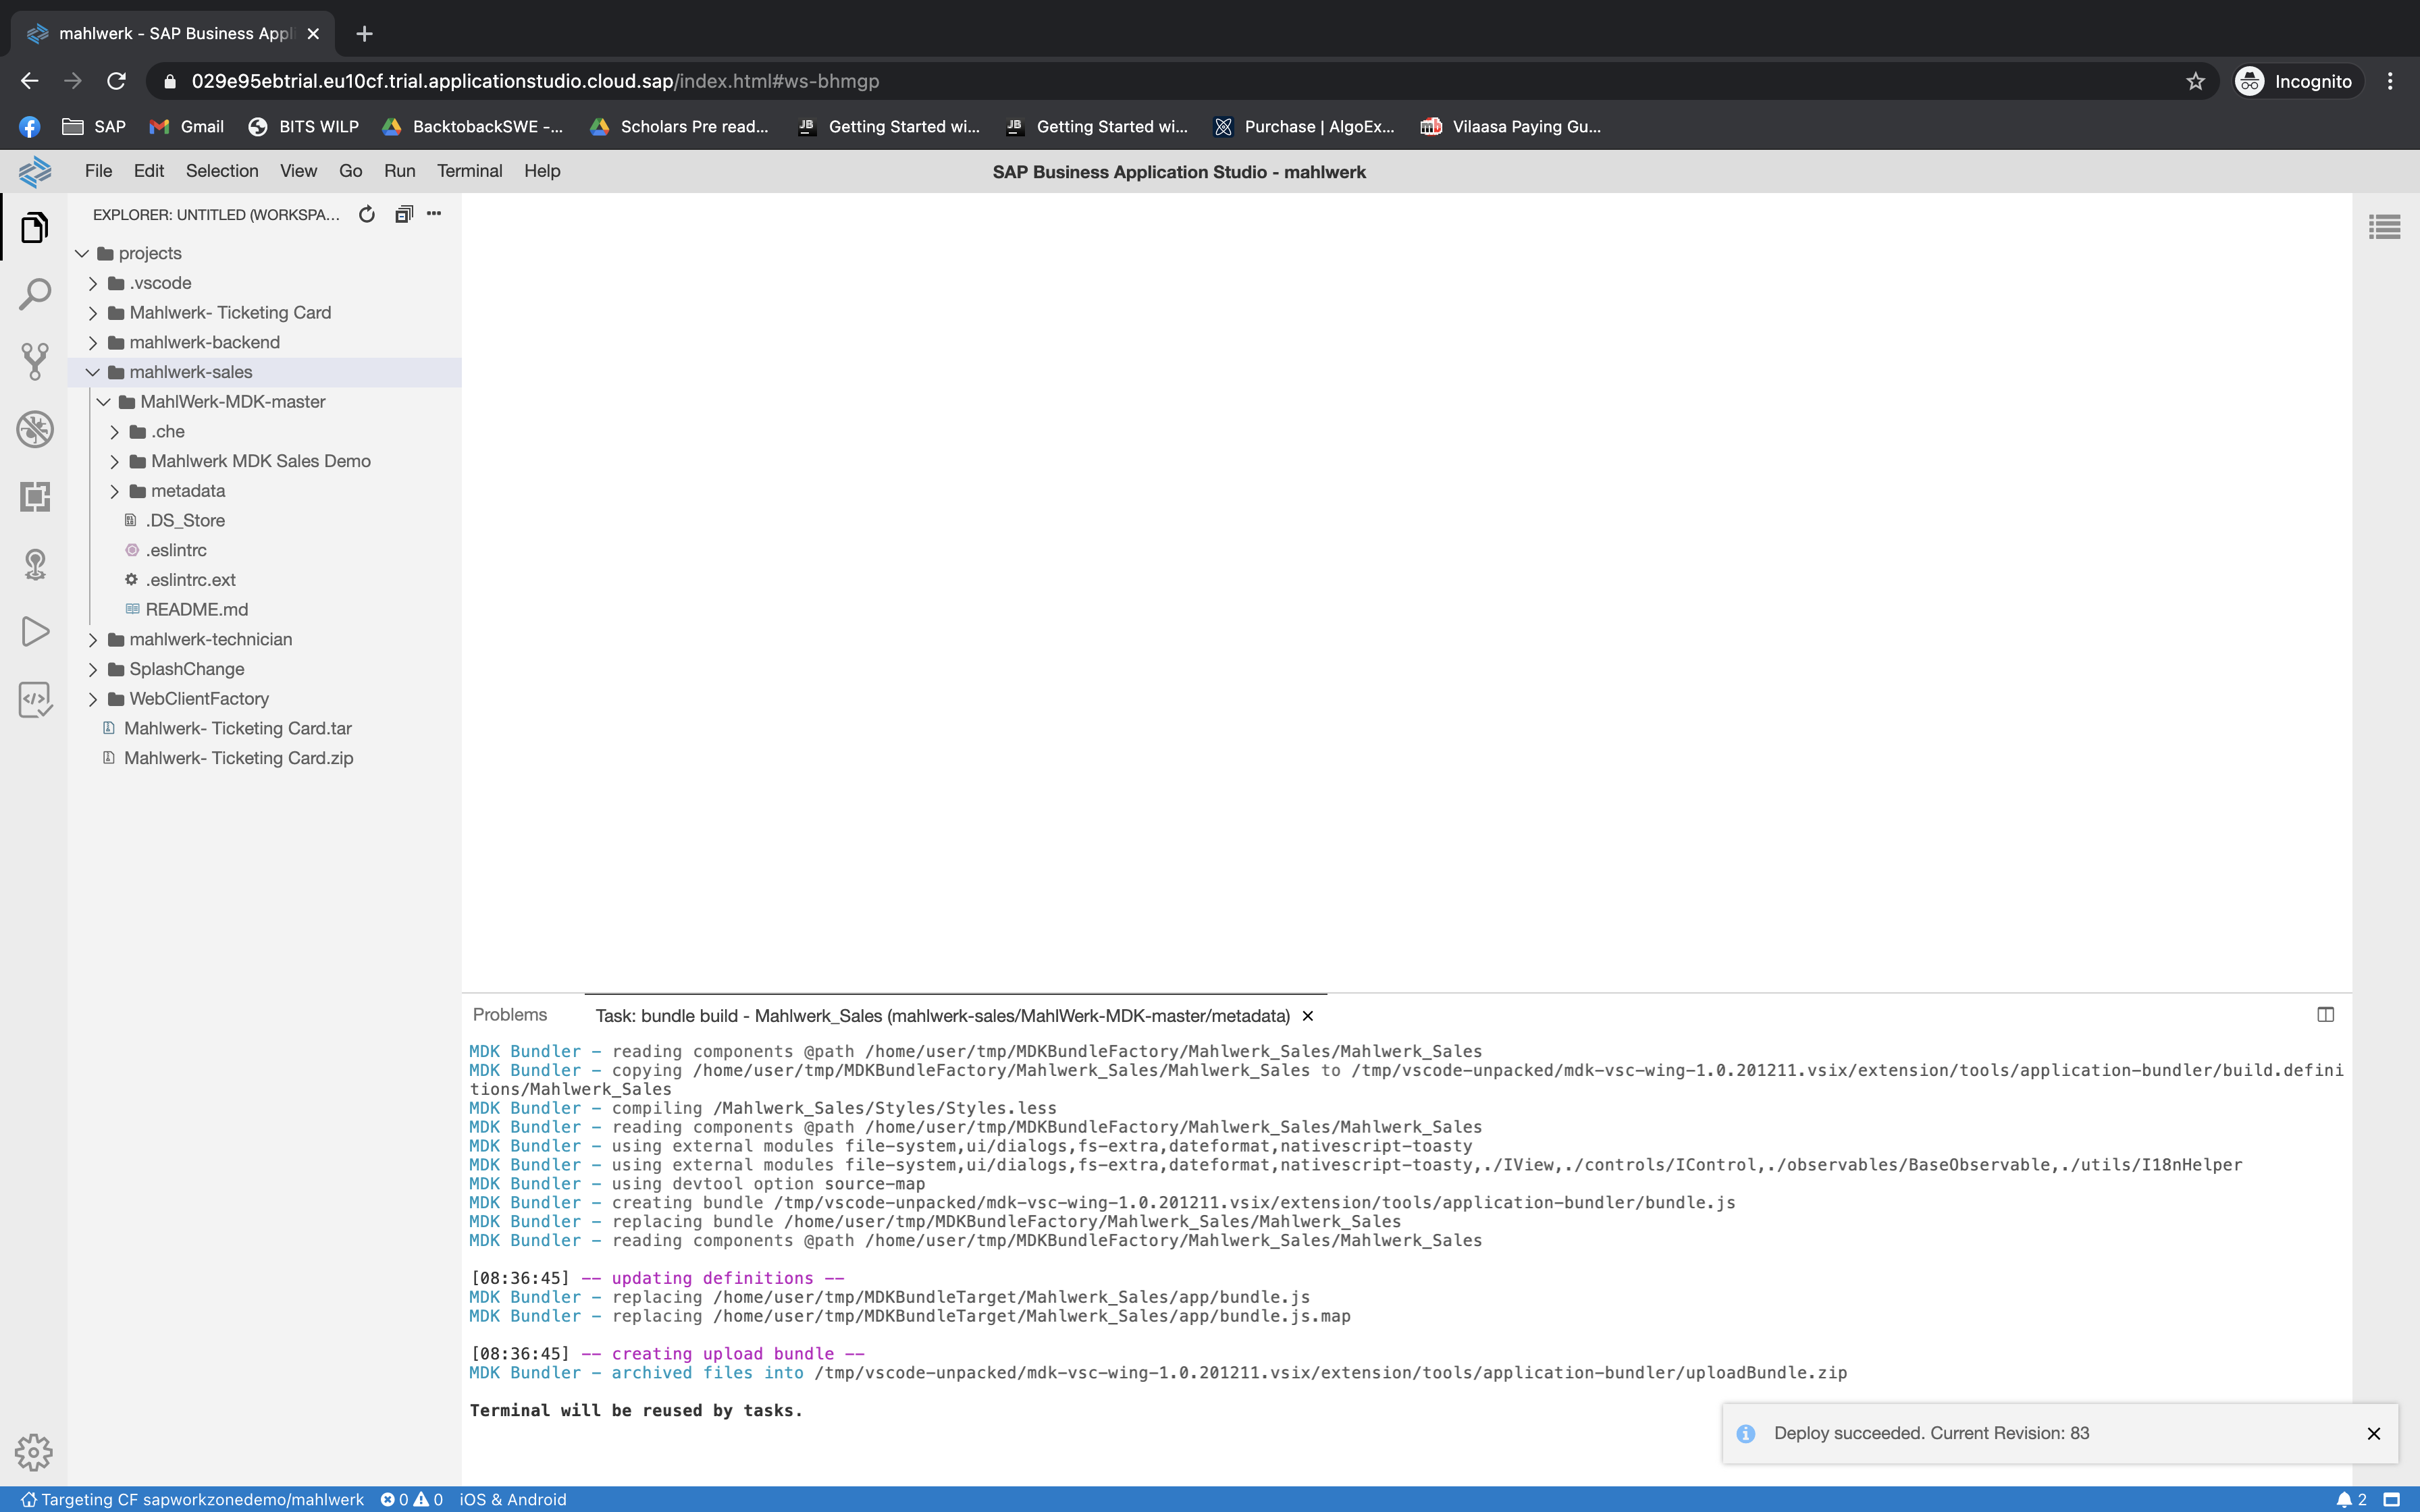 mahlwerk - SAP Business Appl
029e95ebtrial.eu10cf.trial.applicationstudio.cloud.sap/index.html#ws-bhmgp
Incognito
SAP
Gmail
BITS WILP
BacktobackSWE -...
Scholars Pre read...
Getting Started wi...
Getting Started wi...
Purchase | AlgoEx...
Vilaasa Paying Gu...
File Edit Selection View Go Run Terminal Help
SAP Business Application Studio - mahlwerk
EXPLORER: UNTITLED (WORKSPA...
projects
.vscode
Mahlwerk- Ticketing Card
mahlwerk-backend
mahlwerk-sales
MahlWerk-MDK-master
.che
Mahlwerk MDK Sales Demo
metadata
.DS_Store
.eslintrc
.eslintrc.ext
README.md
mahlwerk-technician
SplashChange
WebClientFactory
Mahlwerk- Ticketing Card.tar
Mahlwerk- Ticketing Card.zip
Problems
Task: bundle build - Mahlwerk_Sales (mahlwerk-sales/MahlWerk-MDK-master/metadata)
MDK Bundler - reading components @path /home/user/tmp/MDKBundleFactory/Mahlwerk_Sales/Mahlwerk_Sales
MDK Bundler - copying /home/user/tmp/MDKBundleFactory/Mahlwerk_Sales/Mahlwerk_Sales to /tmp/vscode-unpacked/mdk-vsc-wing-1.0.201211.vsix/extension/tools/application-bundler/build.defini
tions/Mahlwerk_Sales
MDK Bundler - compiling /Mahlwerk_Sales/Styles/Styles.less
MDK Bundler - reading components @path /home/user/tmp/MDKBundleFactory/Mahlwerk_Sales/Mahlwerk_Sales
MDK Bundler - using external modules file-system,ui/dialogs,fs-extra,dateformat,nativescript-toasty
MDK Bundler - using external modules file-system,ui/dialogs,fs-extra,dateformat,nativescript-toasty,./IView,./controls/IControl,./observables/BaseObservable,./utils/I18nHelper
MDK Bundler - using devtool option source-map
MDK Bundler - creating bundle /tmp/vscode-unpacked/mdk-vsc-wing-1.0.201211.vsix/extension/tools/application-bundler/bundle.js
MDK Bundler - replacing bundle /home/user/tmp/MDKBundleFactory/Mahlwerk_Sales/Mahlwerk_Sales
MDK Bundler - reading components @path /home/user/tmp/MDKBundleFactory/Mahlwerk_Sales/Mahlwerk_Sales
[08:36:45] -- updating definitions --
MDK Bundler - replacing /home/user/tmp/MDKBundleTarget/Mahlwerk_Sales/app/bundle.js
MDK Bundler - replacing /home/user/tmp/MDKBundleTarget/Mahlwerk_Sales/app/bundle.js.map
[08:36:45] -- creating upload bundle --
MDK Bundler - archived files into /tmp/vscode-unpacked/mdk-vsc-wing-1.0.201211.vsix/extension/tools/application-bundler/uploadBundle.zip
Terminal will be reused by tasks.
Deploy succeeded. Current Revision: 83
Targeting CF sapworkzonedemo/mahlwerk 0 0 iOS & Android
2